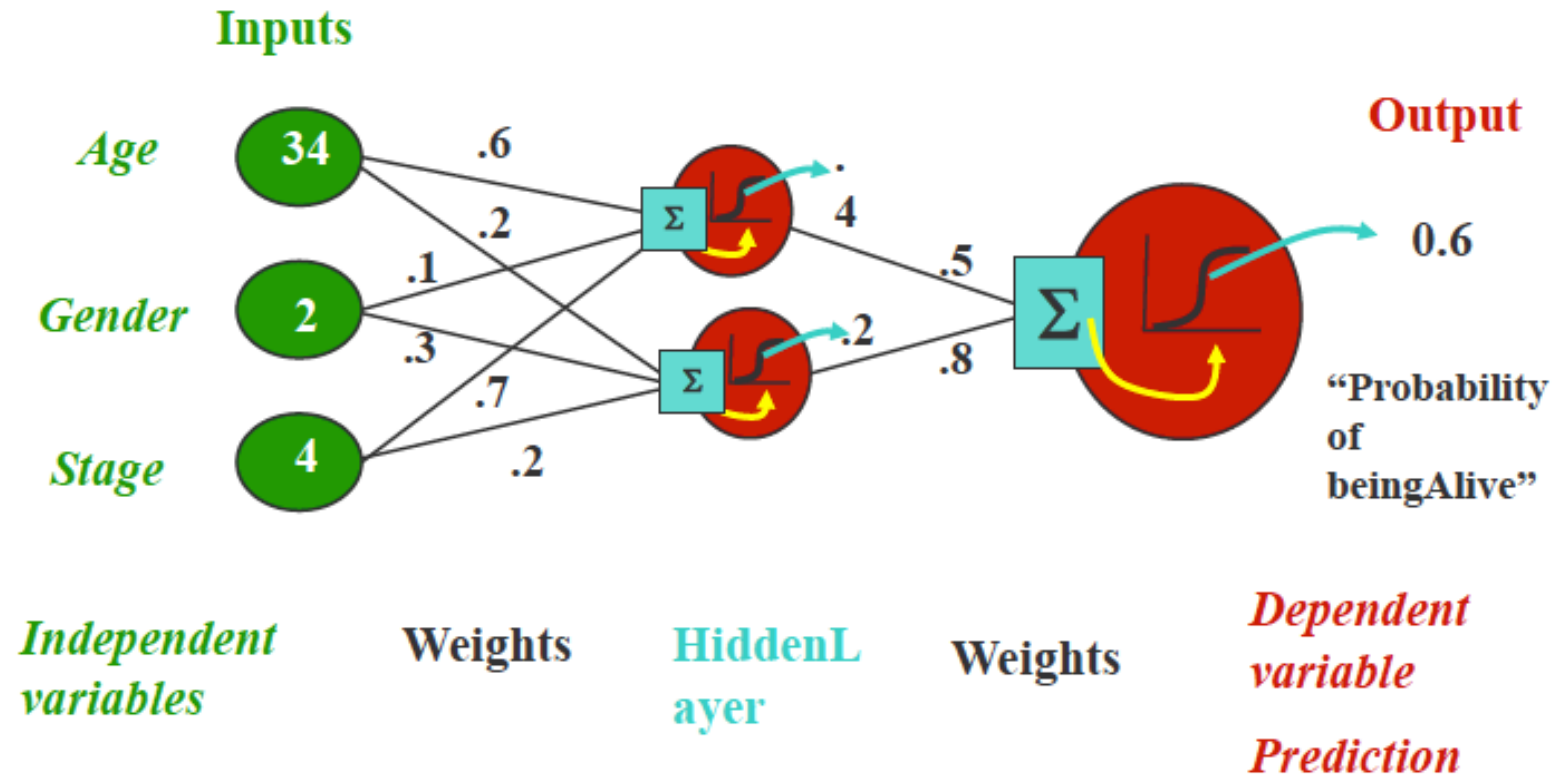 Inputs
Output
Age
34
.6
.
4
.2
.1
Σ
.5
0.6
Gender
2
.3
Σ
.2
Σ
.8
.7
“Probability
of
beingAlive”
Stage
4
.2
Independent
variables
Weights
HiddenL
ayer
Weights
Dependent
variable
Prediction